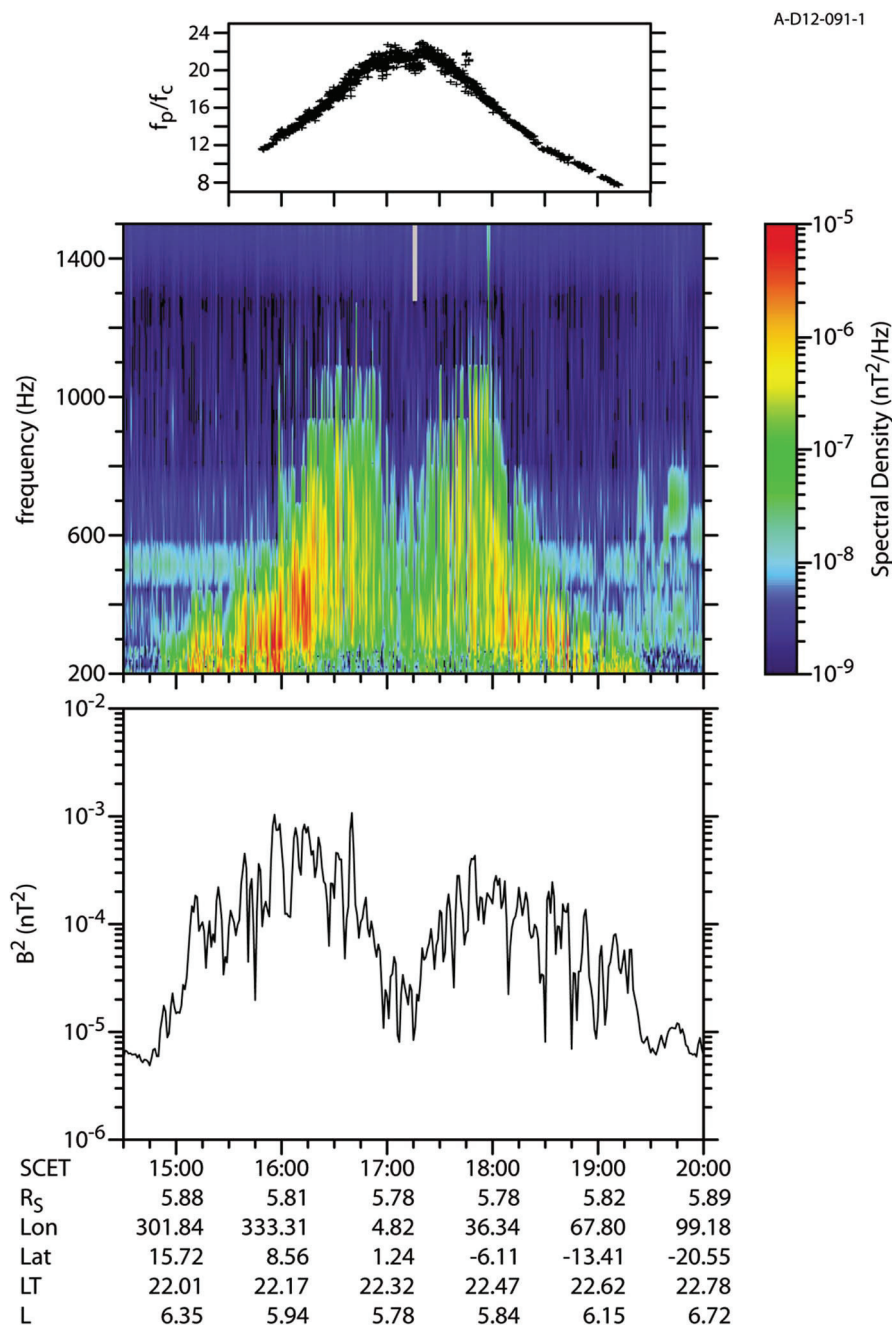 A-D12-091-1
24
20
16
12
8
fp/fc
1400
1000
600
200
frequency (Hz)
10-5
10-6
10-7
10-8
10-9
Spectral Density (nT2/Hz)
10-2
10-3
10-4
10-5
10-6
B2 (nT2)
SCET 15:00 16:00 17:00 18:00 19:00 20:00
RS 5.88 5.81 5.78 5.78 5.82 5.89
Lon 301.84 333.31 4.82 36.34 67.80 99.18
Lat 15.72 8.56 1.24 -6.11 -13.41 -20.55
LT 22.01 22.17 22.32 22.47 22.62 22.78
L 6.35 5.94 5.78 5.84 6.15 6.72